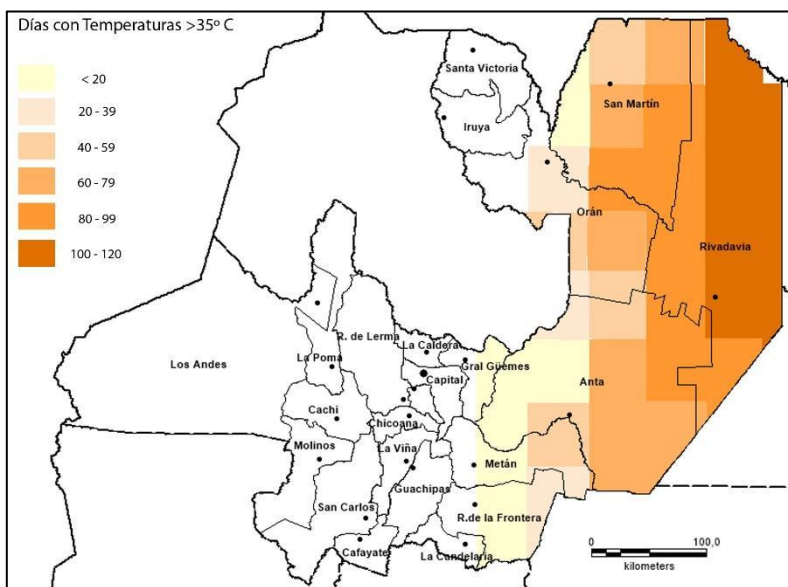 Días con Temperaturas >35º C
< 20
20 - 39
40 - 59
60 - 79
80 - 99
100 - 120
Santa Victoria
San Martín
Iruya
Orán
Rivadavia
R. de Lerma
La Caldera
Los Andes
La Poma
Gral Güemes
Capital
Anta
Cachi
Chicoana
Molinos
La Viña
Metán
Guachipas
San Carlos
R.de la Frontera
Cafayate
La Candelaria
0 100,0
kilometers